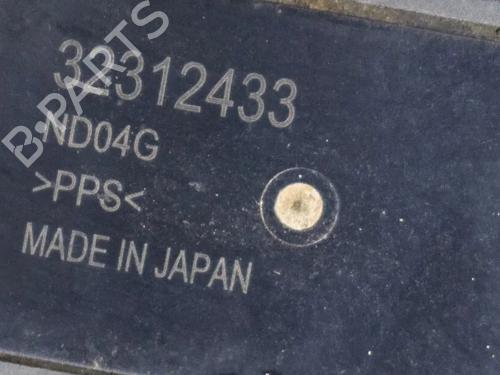 32312433
ND04G
>PPS<
MADE IN JAPAN
B-PARTS